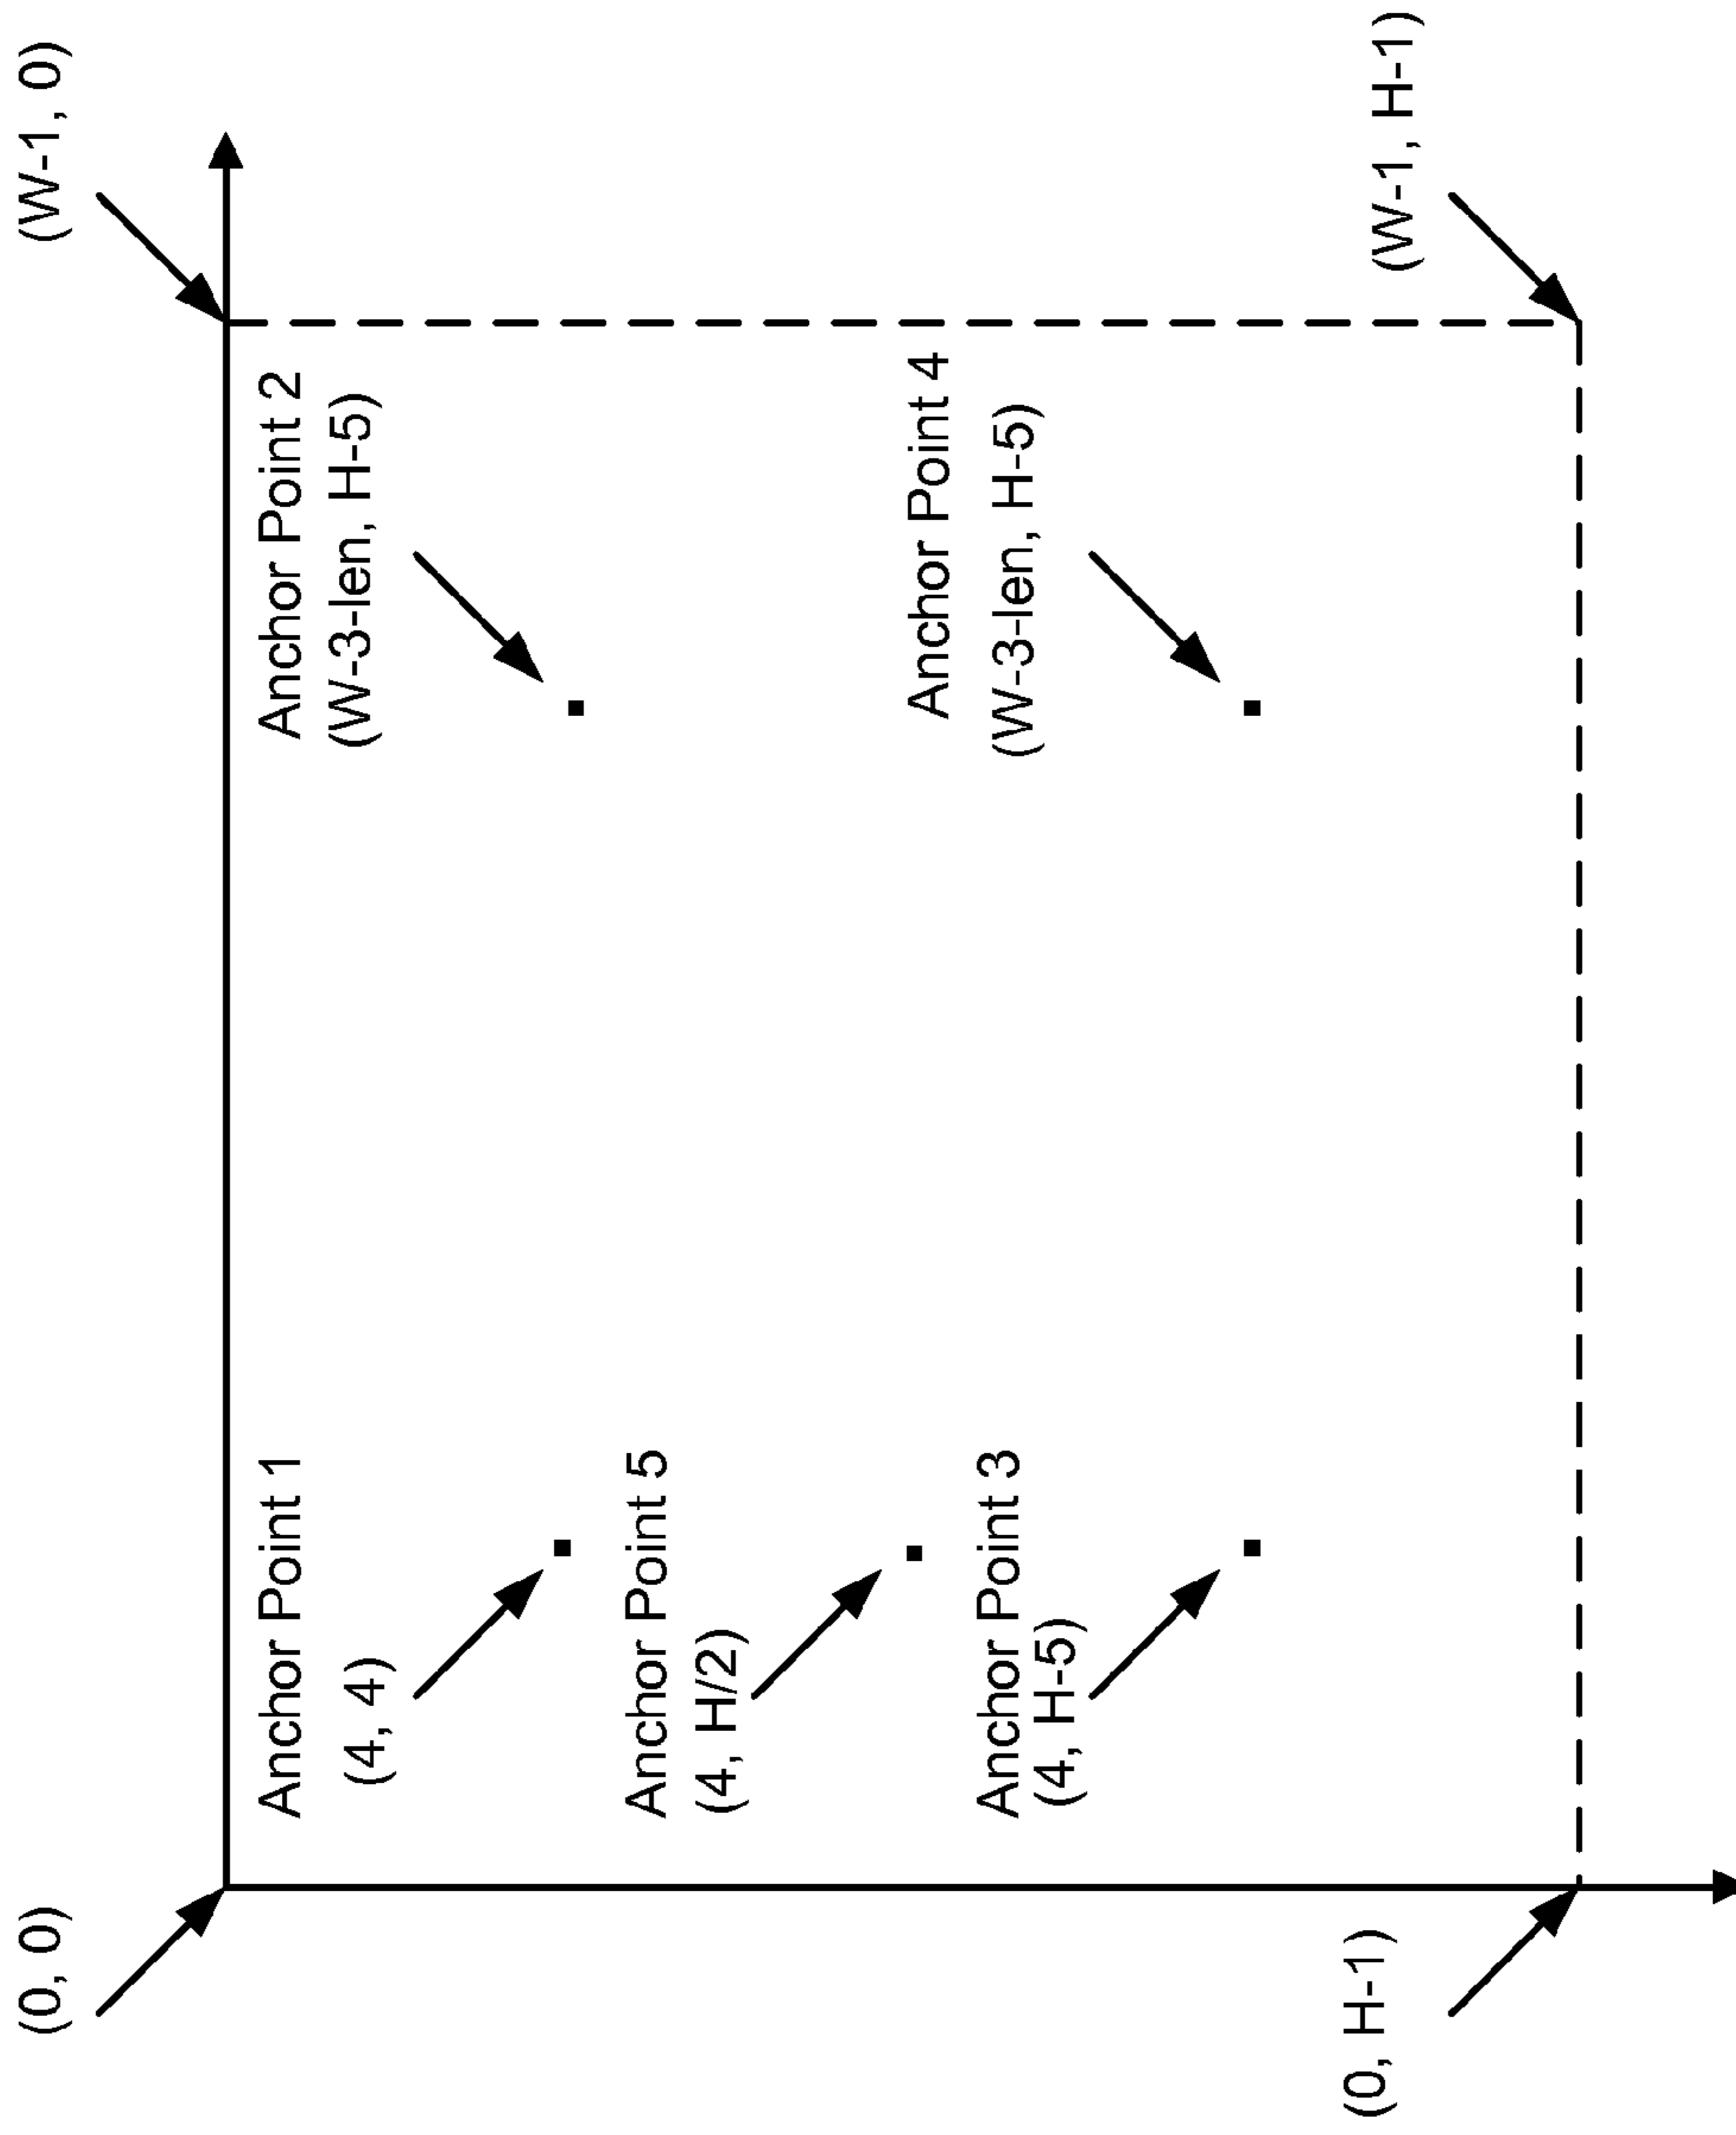 (0, 0)
(W-1, 0)
Anchor Point 1
(4, 4)
Anchor Point 2
(W-3-len, H-5)
Anchor Point 5
(4, H/2)
Anchor Point 3
(4, H-5)
Anchor Point 4
(W-3-len, H-5)
(0, H-1)
(W-1, H-1)